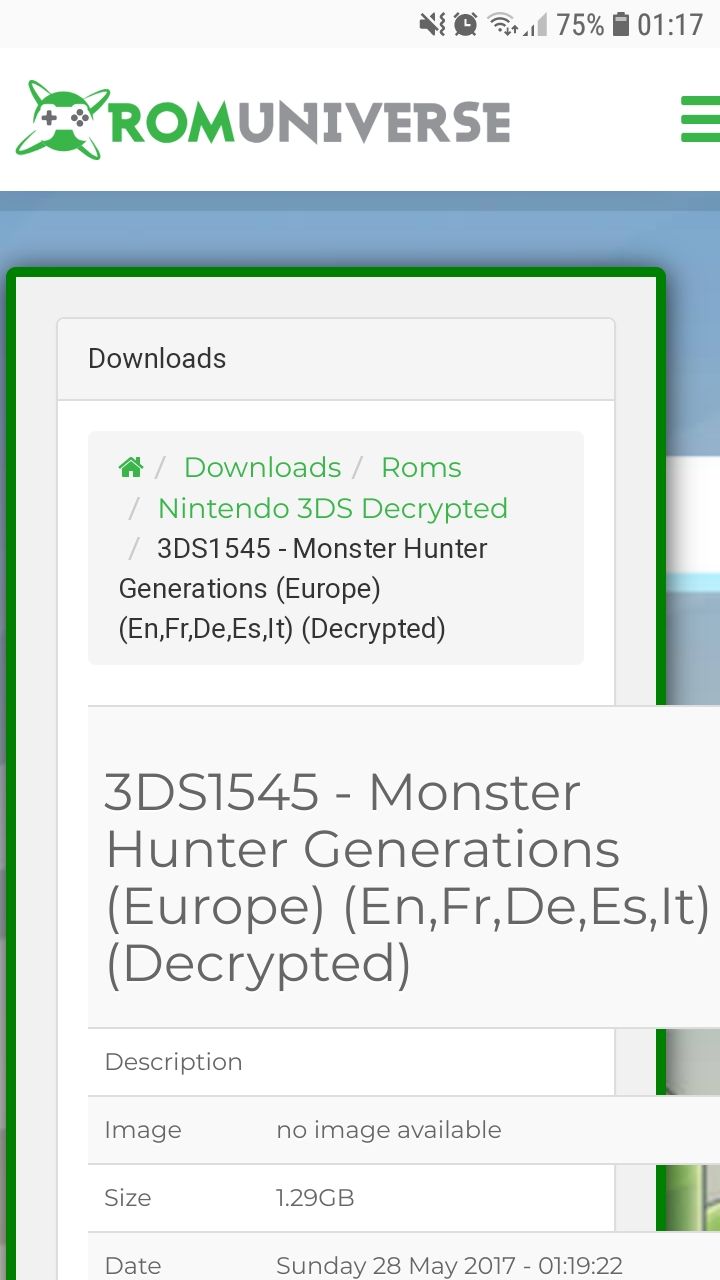 75% 01:17
ROMUNIVERSE
Downloads
/ Downloads / Roms
/ Nintendo 3DS Decrypted
/ 3DS1545 - Monster Hunter
Generations (Europe)
(En,Fr,De,Es,It) (Decrypted)
3DS1545 - Monster
Hunter Generations
(Europe) (En,Fr,De,Es,It)
(Decrypted)
Description
Image no image available
Size 1.29GB
Date Sunday 28 May 2017 - 01:19:22